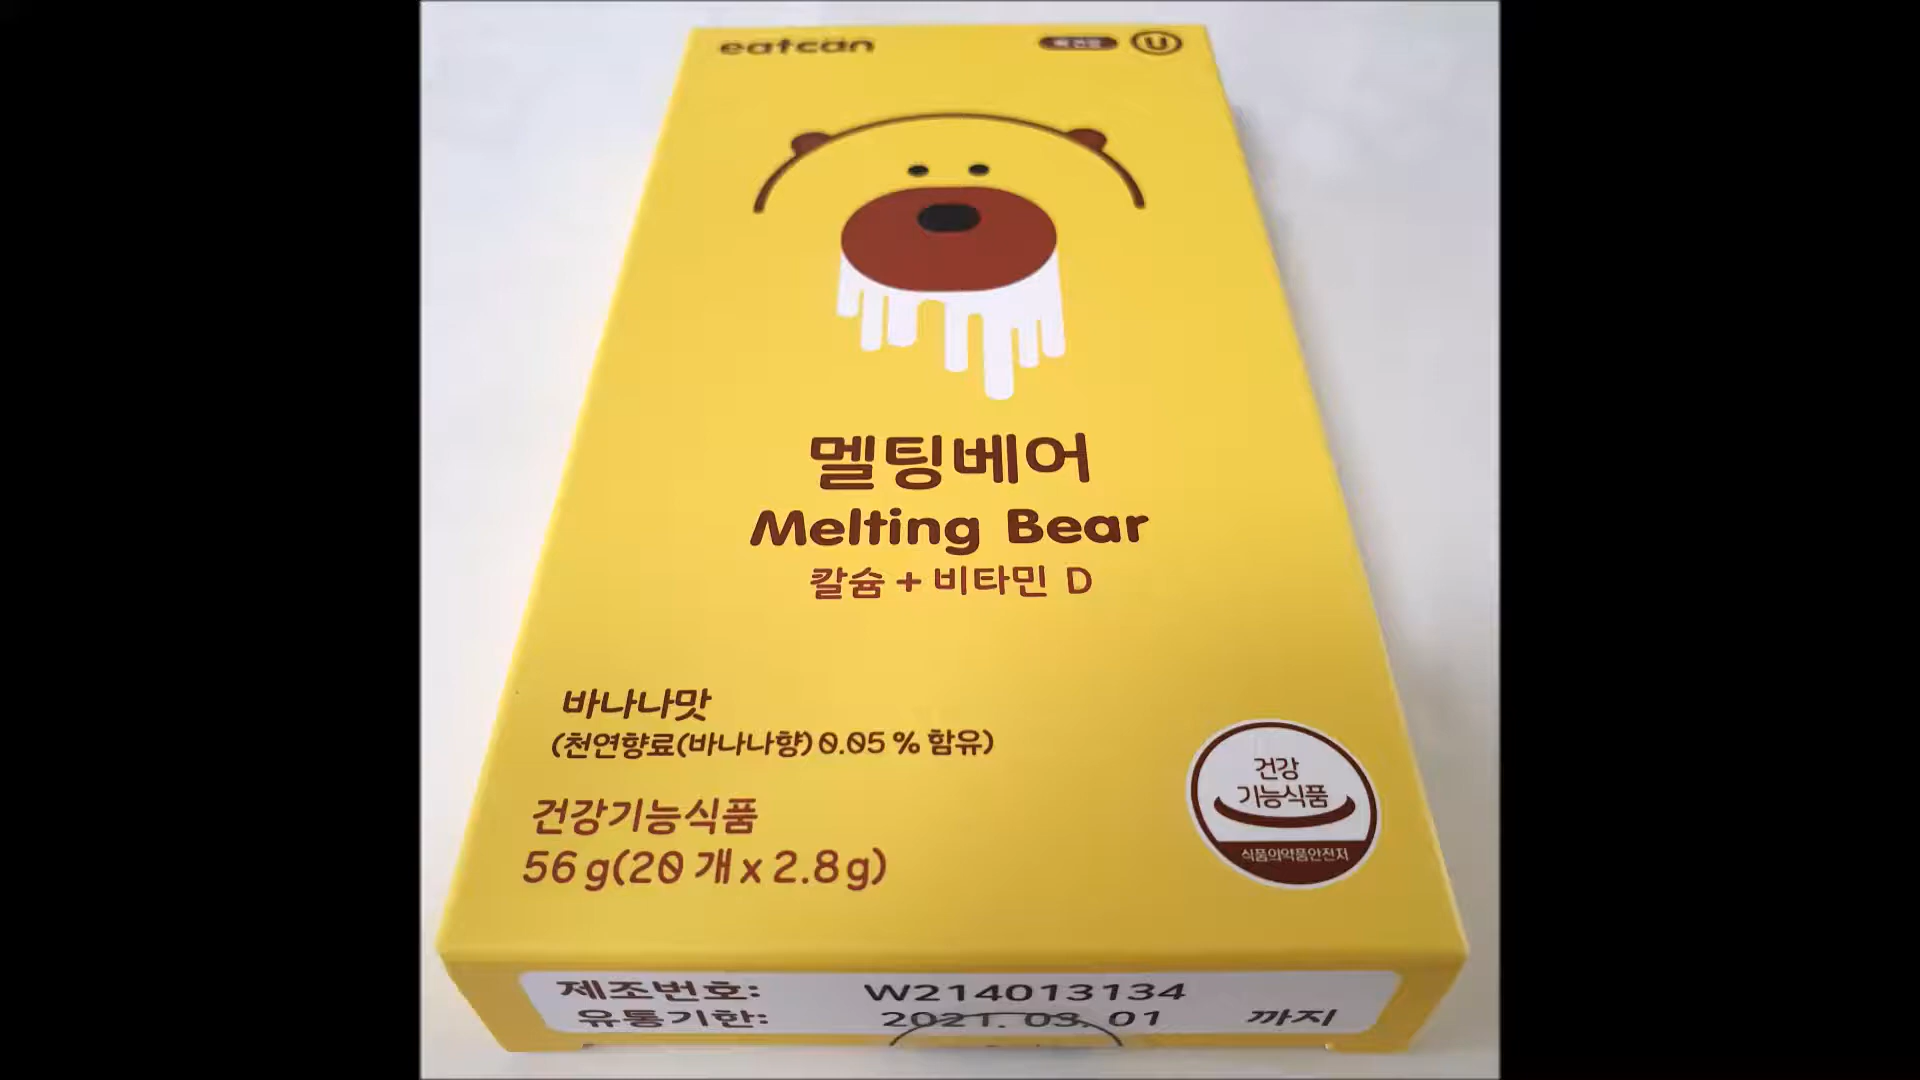 eatcan
U
멜팅베어
Melting Bear
칼슘 + 비타민 D
바나나맛
(천연향료(바나나향) 0.05 % 함유)
건강
기능식품
식품의약품안전처
건강기능식품
56 g(20 개 x 2.8 g)
제조번호: W214013134
유통기한: 2021. 03. 01 까지